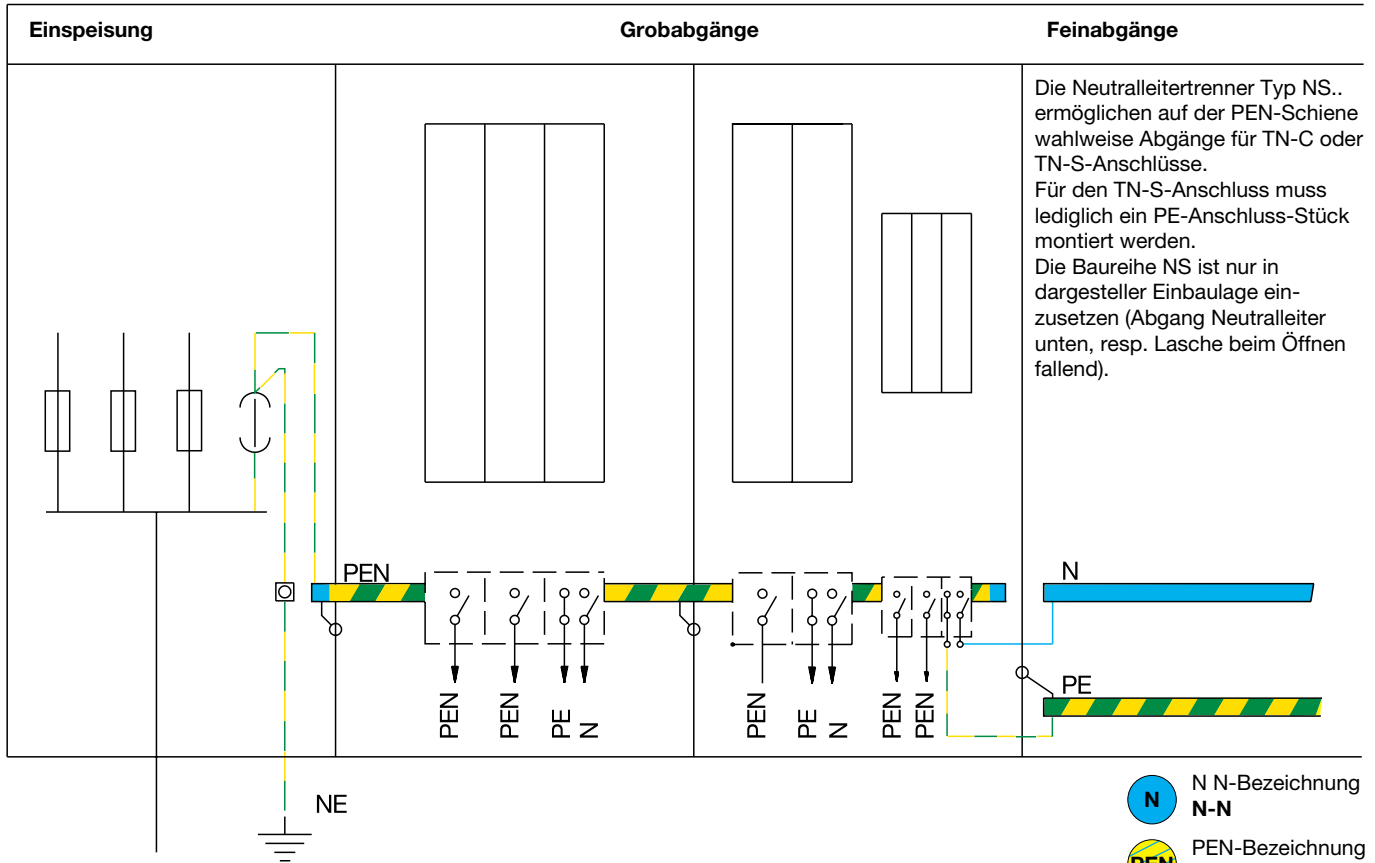 Einspeisung
Grobabgänge
Feinabgänge
Die Neutralleitertrenner Typ NS..
ermöglichen auf der PEN-Schiene
wahlweise Abgänge für TN-C oder
TN-S-Anschlüsse.
Für den TN-S-Anschluss muss
lediglich ein PE-Anschluss-Stück
montiert werden.
Die Baureihe NS ist nur in
dargesteller Einbaulage ein-
zusetzen (Abgang Neutralleiter
unten, resp. Lasche beim Öffnen
fallend).
PEN
N
PE
PEN
PEN
PE
N
PEN
PE
N
PEN
PEN
NE
N
N N-Bezeichnung
N-N
PEN
PEN-Bezeichnung